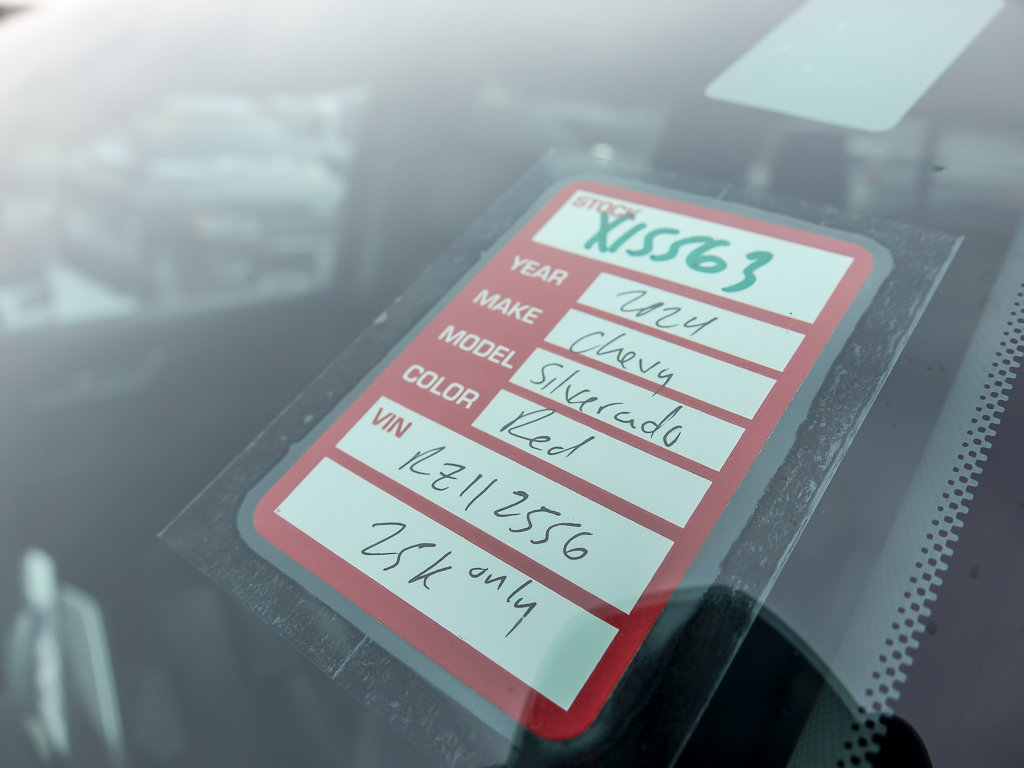 STOCK X15563
YEAR 2024
MAKE Chevy
MODEL Silverado
COLOR Red
VIN RZ112556
25K only